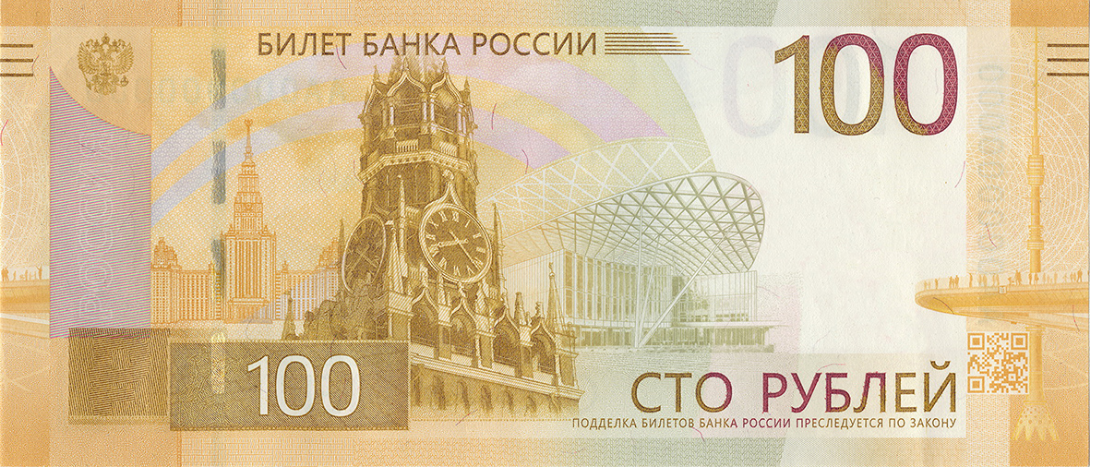 БИЛЕТ БАНКА РОССИИ
100
100
СТО РУБЛЕЙ
ПОДДЕЛКА БИЛЕТОВ БАНКА РОССИИ ПРЕСЛЕДУЕТСЯ ПО ЗАКОНУ